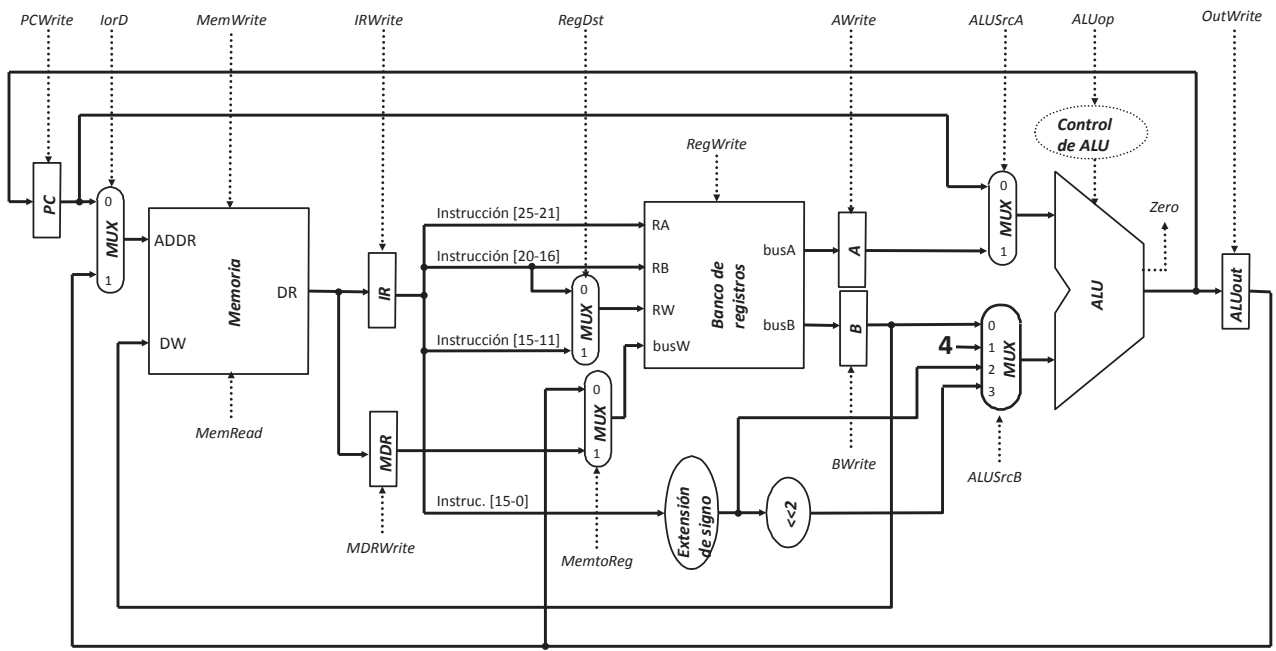 PCWrite
IorD
MemWrite
IRWrite
RegDst
AWrite
ALUSrcA
ALUop
OutWrite
Control
de ALU
RegWrite
PC
0
MUX
1
ADDR
Memoria
DR
DW
MemRead
IR
MDR
MDRWrite
Instrucción [25-21]
Instrucción [20-16]
Instrucción [15-11]
Instruc. [15-0]
0
MUX
1
0
MUX
1
MemtoReg
RA
RB
RW
busW
Banco de
registros
busA
busB
A
B
BWrite
Extensión
de signo
<<2
0
MUX
1
4
0
1
2
3
MUX
ALUSrcB
ALU
Zero
ALUout